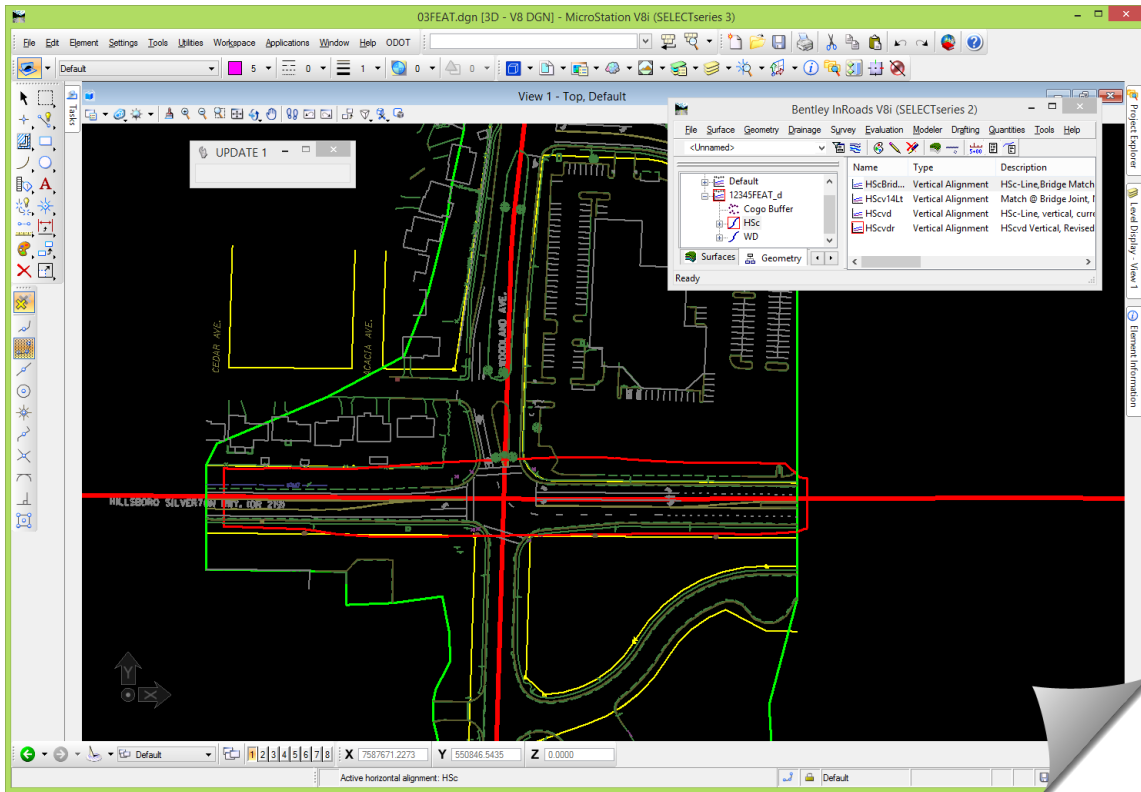 03FEAT.dgn [3D - V8 DGN] - MicroStation V8i (SELECTseries 3)
File Edit Element Settings Tools Utilities Workspace Applications Window Help ODOT
Default 5 0 1 0 0
Tasks
View 1 - Top, Default
UPDATE 1
Bentley InRoads V8i (SELECTseries 2)
File Surface Geometry Drainage Survey Evaluation Modeler Drafting Quantities Tools Help
<Unnamed>
Name Type Description
Default
12345FEAT_d
Cogo Buffer
HSc
WD
HScBrid... Vertical Alignment HSc-Line,Bridge Match
HScv14Lt Vertical Alignment Match @ Bridge Joint,
HScvd Vertical Alignment HSc-Line, vertical, curre
HScvdr Vertical Alignment HScvd Vertical, Revised
Surfaces Geometry
Ready
Project Explorer
Level Display - View 1
Element Information
CEDAR AVE.
ACACIA AVE.
WOODLAND AVE.
HILLSBORO SILVERTON HWY. (OR 219)
Y
X
Default 1 2 3 4 5 6 7 8 X 7587671.2273 Y 550846.5435 Z 0.0000
Active horizontal alignment: HSc Default